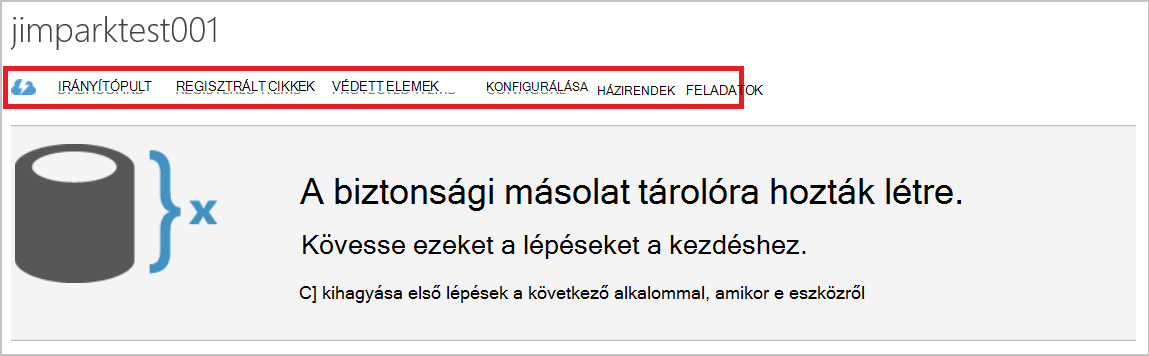 jimparktest001
IRÁNYÍTÓPULT REGISZTRÁLT CIKKEK VÉDETT ELEMEK KONFIGURÁLÁSA HÁZIRENDEK FELADATOK
A biztonsági másolat tárolóra hozták létre.
Kövesse ezeket a lépéseket a kezdéshez.
C] kihagyása első lépések a következő alkalommal, amikor e eszközről